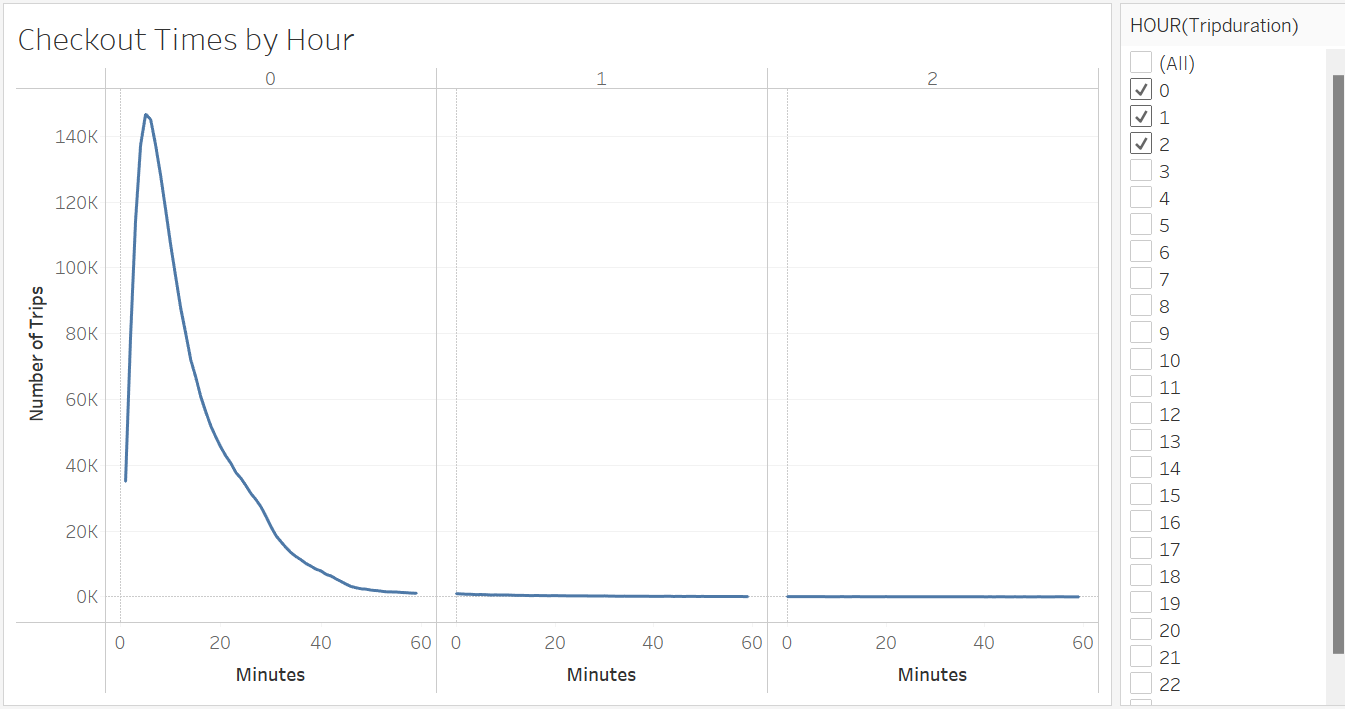 Checkout Times by Hour
0 1 2
140K
120K
100K
80K
60K
40K
20K
0K
Number of Trips
0 20 40 60 0 20 40 60 0 20 40 60
Minutes Minutes Minutes
HOUR(Tripduration)
(All)
0
1
2
3
4
5
6
7
8
9
10
11
12
13
14
15
16
17
18
19
20
21
22